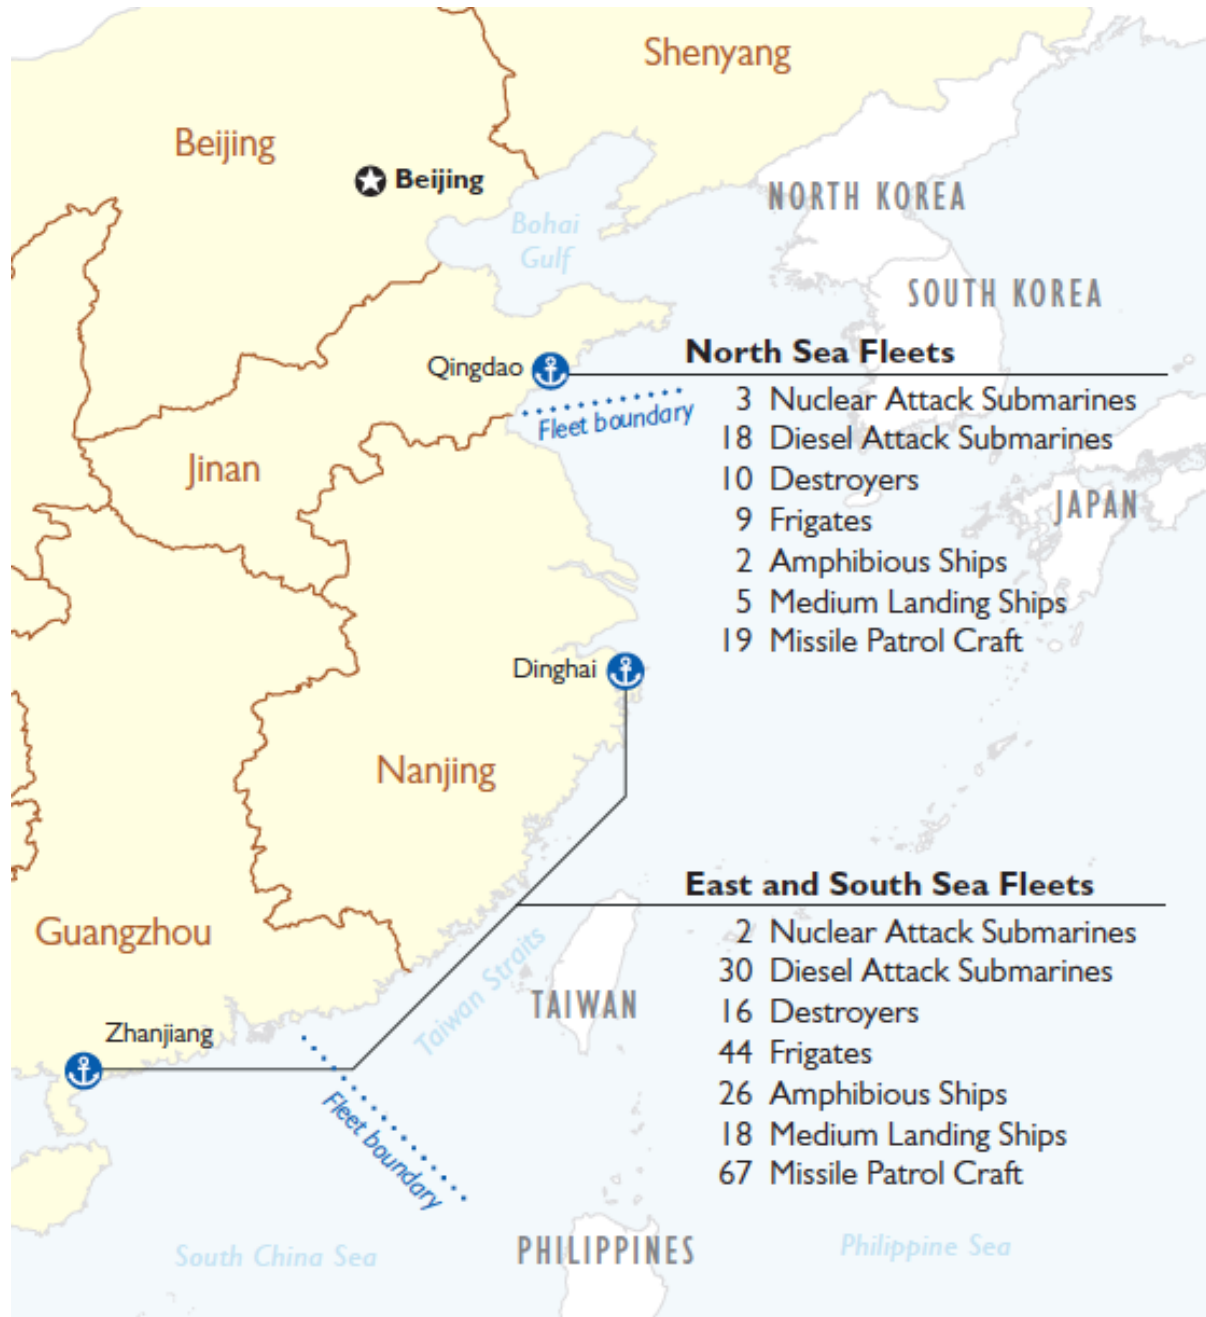 Shenyang
Beijing
Beijing
NORTH KOREA
Bohai
Gulf
SOUTH KOREA
North Sea Fleets
Qingdao
3 Nuclear Attack Submarines
Fleet boundary
18 Diesel Attack Submarines
Jinan
10 Destroyers
JAPAN
9 Frigates
2 Amphibious Ships
5 Medium Landing Ships
19 Missile Patrol Craft
Dinghai
Nanjing
East and South Sea Fleets
Guangzhou
2 Nuclear Attack Submarines
30 Diesel Attack Submarines
Taiwan Straits
TAIWAN
16 Destroyers
Zhanjiang
44 Frigates
26 Amphibious Ships
Fleet boundary
18 Medium Landing Ships
67 Missile Patrol Craft
South China Sea
PHILIPPINES
Philippine Sea